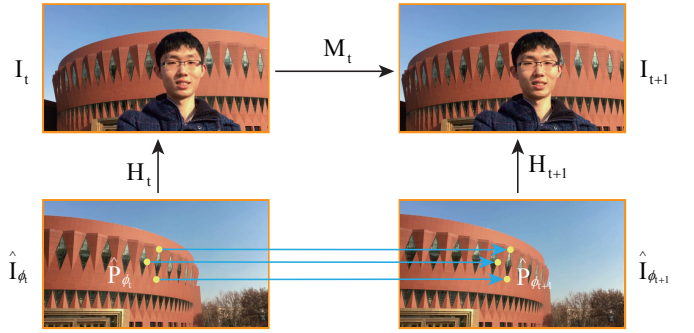 I_t
M_t
I_{t+1}
H_t
H_{t+1}
Î_{ϕ_t}
P̂_{ϕ_t}
P̂_{ϕ_{t+1}}
Î_{ϕ_{t+1}}